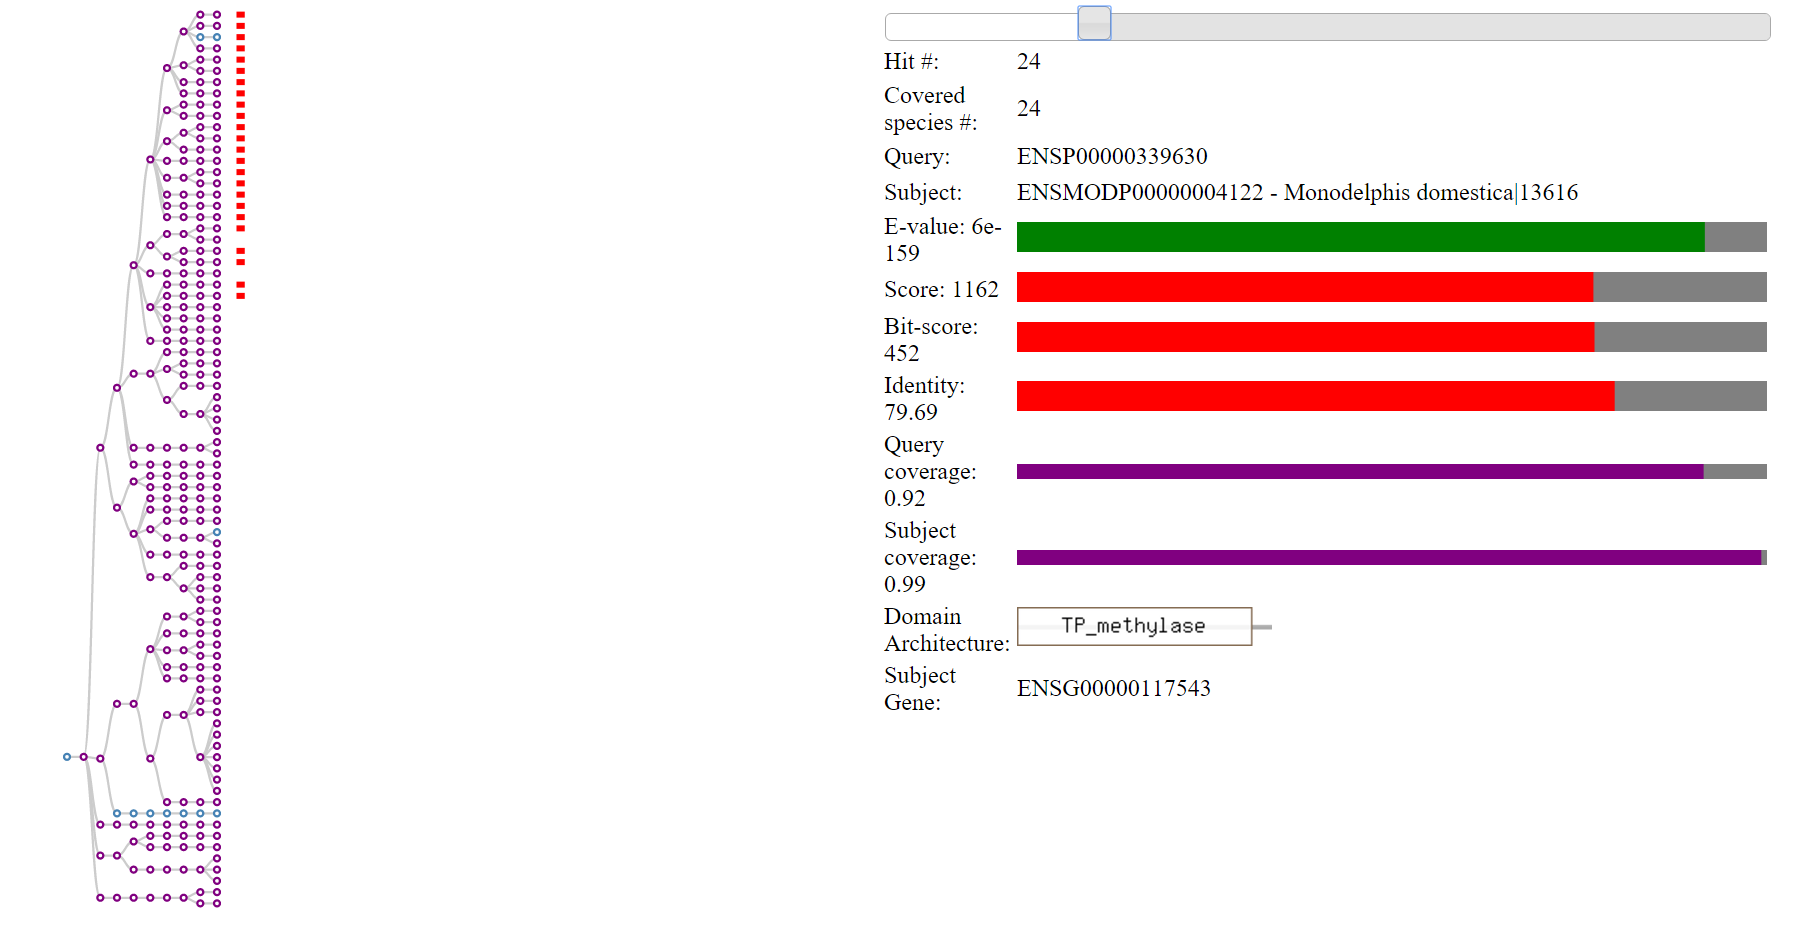 Hit #: 24
Covered
species #: 24
Query: ENSP00000339630
Subject: ENSMODP00000004122 - Monodelphis domestica|13616
E-value: 6e-
159
Score: 1162
Bit-score:
452
Identity:
79.69
Query
coverage:
0.92
Subject
coverage:
0.99
Domain
Architecture: TP_methylase
Subject
Gene: ENSG00000117543